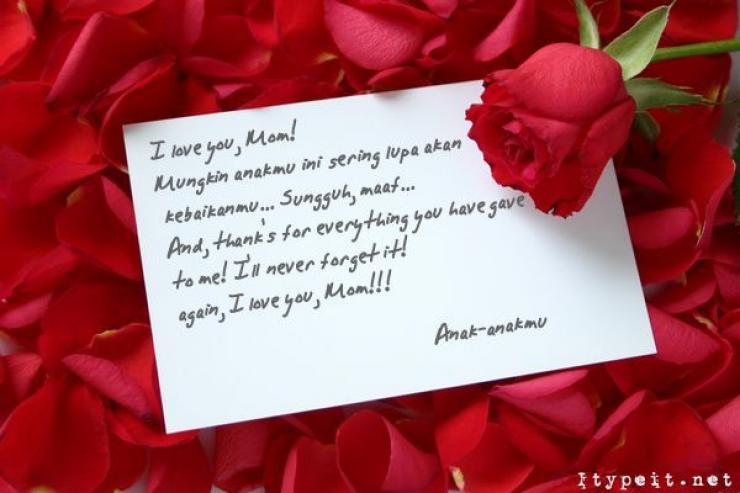 I love you, Mom!
Mungkin anakmu ini sering lupa akan
kebaikanmu... Sungguh, maaf...
And, thank's for everything you have gave
to me! I'll never forget it!
again, I love you, Mom!!!
Anak-anakmu
Itypeit.net